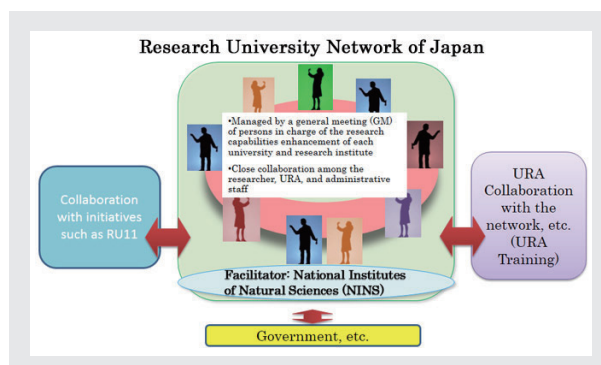 Research University Network of Japan
•Managed by a general meeting (GM)
of persons in charge of the research
capabilities enhancement of each
university and research institute
•Close collaboration among the
researcher, URA, and administrative
staff
Collaboration
with initiatives
such as RU11
URA
Collaboration
with the
network, etc.
(URA
Training)
Facilitator: National Institutes
of Natural Sciences (NINS)
Government, etc.